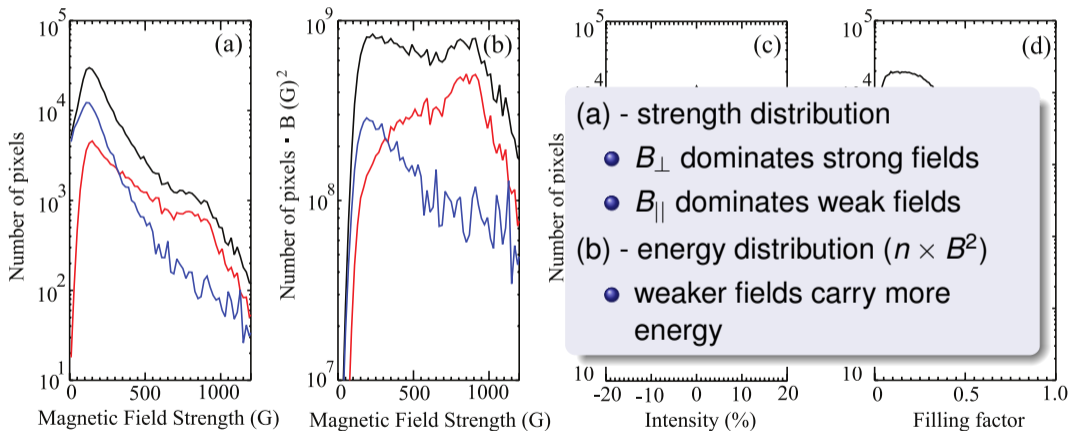 10^5
10^4
10^3
10^2
10^1
Number of pixels
(a)
0
500
1000
Magnetic Field Strength (G)
10^9
10^8
10^7
Number of pixels · B (G)^2
(b)
0
500
1000
Magnetic Field Strength (G)
10^5
10^4
10
Number of pixels
(c)
-20
-10
0
10
20
Intensity (%)
10^5
10^4
10
(d)
0
0.5
1.0
Filling factor
(a) - strength distribution
B⊥ dominates strong fields
B|| dominates weak fields
(b) - energy distribution (n × B²)
weaker fields carry more
energy